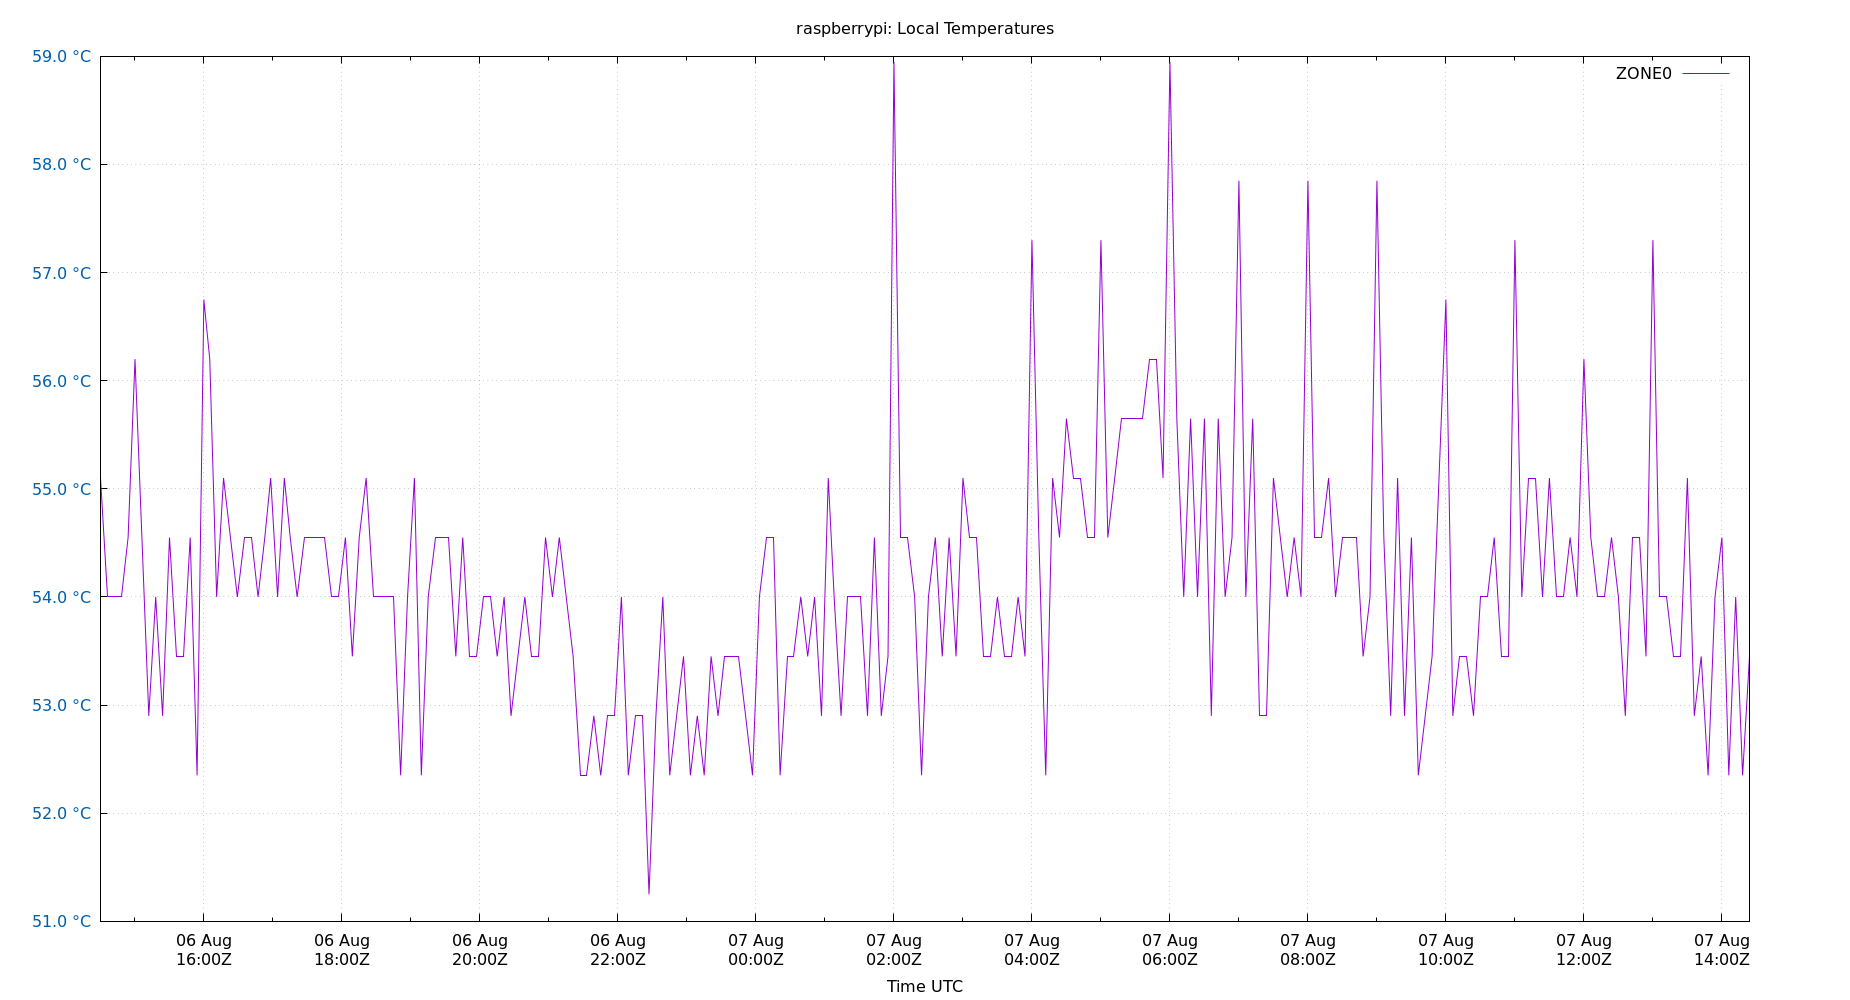 raspberrypi: Local Temperatures
59.0 °C
58.0 °C
57.0 °C
56.0 °C
55.0 °C
54.0 °C
53.0 °C
52.0 °C
51.0 °C
ZONE0
06 Aug
16:00Z
06 Aug
18:00Z
06 Aug
20:00Z
06 Aug
22:00Z
07 Aug
00:00Z
07 Aug
02:00Z
07 Aug
04:00Z
07 Aug
06:00Z
07 Aug
08:00Z
07 Aug
10:00Z
07 Aug
12:00Z
07 Aug
14:00Z
Time UTC